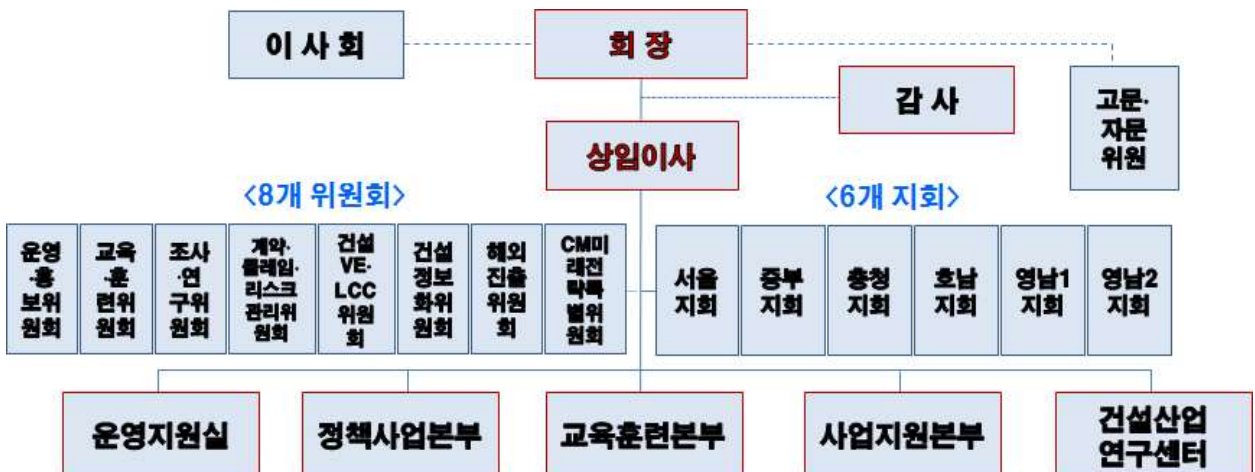 이 사 회
회 장
감 사
고문·
자문
위원
상임이사
<8개 위원회>
<6개 지회>
운영
·홍
보위
원회
교육
·훈
련위
원회
조사
·연
구위
원회
계약·
클레임·
리스크
관리위
원회
건설
VE·
LCC
위원
회
건설
정보
화위
원회
해외
진출
위원
회
CM미
래전
략특
별위
원회
서울
지회
중부
지회
충청
지회
호남
지회
영남1
지회
영남2
지회
운영지원실
정책사업본부
교육훈련본부
사업지원본부
건설산업
연구센터